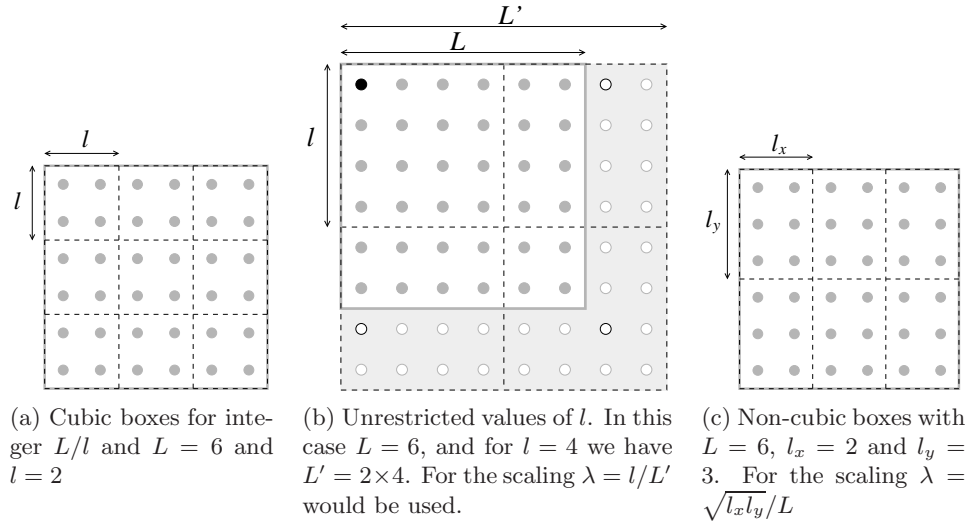 L'
L
l
l
l
l_x
l_y
(a) Cubic boxes for inte-
ger L/l and L = 6 and
l = 2
(b) Unrestricted values of l. In this
case L = 6, and for l = 4 we have
L' = 2×4. For the scaling λ = l/L'
would be used.
(c) Non-cubic boxes with
L = 6, l_x = 2 and l_y =
3. For the scaling λ =
√(l_x l_y)/L